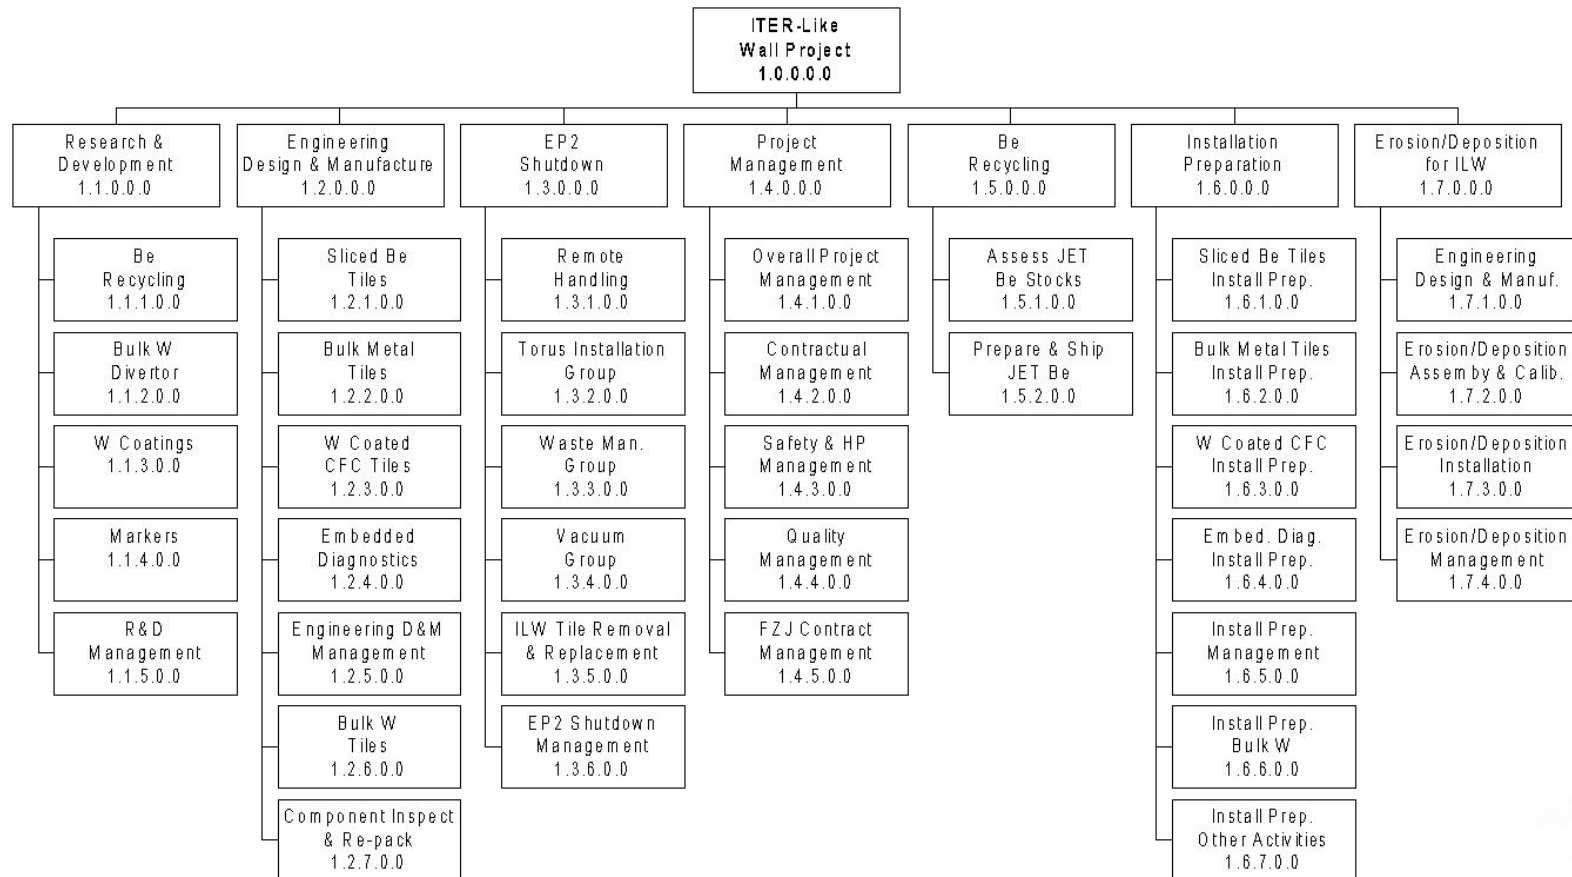 ITER-Like
Wall Project
1.0.0.0.0
Research &
Development
1.1.0.0.0
Be
Recycling
1.1.1.0.0
Bulk W
Divertor
1.1.2.0.0
W Coatings
1.1.3.0.0
Markers
1.1.4.0.0
R&D
Management
1.1.5.0.0
Engineering
Design & Manufacture
1.2.0.0.0
Sliced Be
Tiles
1.2.1.0.0
Bulk Metal
Tiles
1.2.2.0.0
W Coated
CFC Tiles
1.2.3.0.0
Embedded
Diagnostics
1.2.4.0.0
Engineering D&M
Management
1.2.5.0.0
Bulk W
Tiles
1.2.6.0.0
Component Inspect
& Re-pack
1.2.7.0.0
EP2
Shutdown
1.3.0.0.0
Remote
Handling
1.3.1.0.0
Torus Installation
Group
1.3.2.0.0
Waste Man.
Group
1.3.3.0.0
Vacuum
Group
1.3.4.0.0
ILW Tile Removal
& Replacement
1.3.5.0.0
EP2 Shutdown
Management
1.3.6.0.0
Project
Management
1.4.0.0.0
Overall Project
Management
1.4.1.0.0
Contractual
Management
1.4.2.0.0
Safety & HP
Management
1.4.3.0.0
Quality
Management
1.4.4.0.0
FZJ Contract
Management
1.4.5.0.0
Be
Recycling
1.5.0.0.0
Assess JET
Be Stocks
1.5.1.0.0
Prepare & Ship
JET Be
1.5.2.0.0
Installation
Preparation
1.6.0.0.0
Sliced Be Tiles
Install Prep.
1.6.1.0.0
Bulk Metal Tiles
Install Prep.
1.6.2.0.0
W Coated CFC
Install Prep.
1.6.3.0.0
Embed. Diag.
Install Prep.
1.6.4.0.0
Install Prep.
Management
1.6.5.0.0
Install Prep.
Bulk W
1.6.6.0.0
Install Prep.
Other Activities
1.6.7.0.0
Erosion/Deposition
for ILW
1.7.0.0.0
Engineering
Design & Manuf.
1.7.1.0.0
Erosion/Deposition
Assemby & Calib.
1.7.2.0.0
Erosion/Deposition
Installation
1.7.3.0.0
Erosion/Deposition
Management
1.7.4.0.0